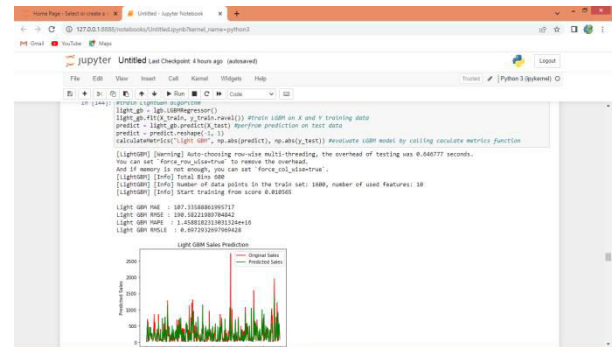 Home Page - Select or create a
Untitled - Jupyter Notebook
127.0.0.1:8888/notebooks/Untitled.ipynb?kernel_name=python3
Gmail
YouTube
Maps
jupyter Untitled Last Checkpoint: 4 hours ago (autosaved)
Logout
File Edit View Insert Cell Kernel Widgets Help
Trusted
Python 3 (ipykernel)
Run
Code
In [144]: #train LightGBM algorithm
light_gb = lgb.LGBMRegressor()
light_gb.fit(X_train, y_train.ravel()) #train LGBM on X and Y training data
predict = light_gb.predict(X_test) #perfrom prediction on test data
predict = predict.reshape(-1, 1)
calculateMetrics("Light GBM", np.abs(predict), np.abs(y_test)) #evaluate LGBM model by calling caculate metrics function
[LightGBM] [Warning] Auto-choosing row-wise multi-threading, the overhead of testing was 0.046777 seconds.
You can set `force_row_wise=true` to remove the overhead.
And if memory is not enough, you can set `force_col_wise=true`.
[LightGBM] [Info] Total Bins 600
[LightGBM] [Info] Number of data points in the train set: 1600, number of used features: 10
[LightGBM] [Info] Start training from score 0.010505
Light GBM MAE : 107.33588861995717
Light GBM RMSE : 190.58221989704842
Light GBM MAPE : 1.4588102313031324e+16
Light GBM RMSLE : 0.6972932697969428
Light GBM Sales Prediction
Original Sales
Predicted Sales
Predicted Sales
2500
2000
1500
1000
500
0